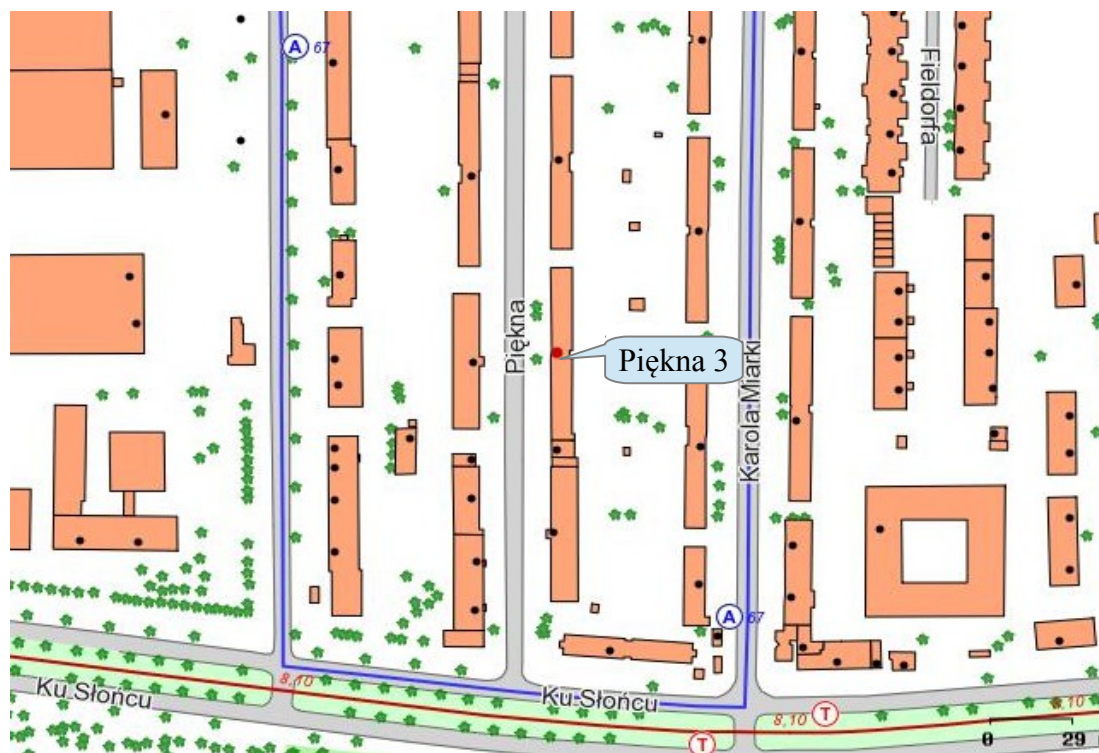 A 67
Fieldorfa
Piękna
Piękna 3
Karola Miarki
A 67
Ku Słońcu
8,10
Ku Słońcu
8,10
T
T
8,10
0 29